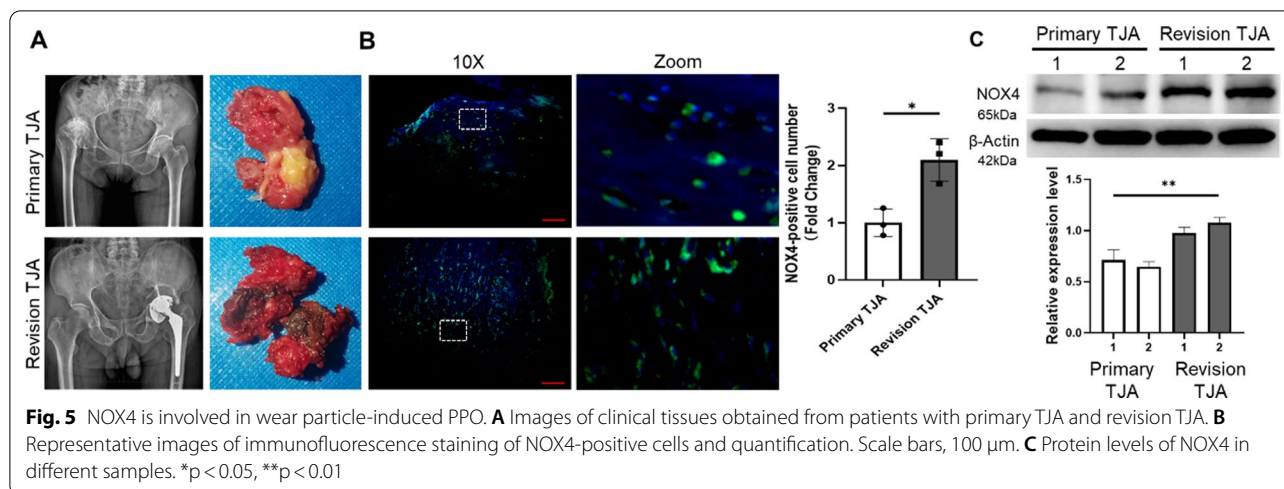 A
B
10X
Zoom
Primary TJA
Revision TJA
NOX4-positive cell number
(Fold Change)
3
2
1
0
*
Primary TJA
Revision TJA
C
Primary TJA Revision TJA
1 2 1 2
NOX4
65kDa
β-Actin
42kDa
Relative expression level
1.5
1.0
0.5
0.0
**
1 2 1 2
Primary Revision
TJA TJA
Fig. 5 NOX4 is involved in wear particle-induced PPO. A Images of clinical tissues obtained from patients with primary TJA and revision TJA. B
Representative images of immunofluorescence staining of NOX4-positive cells and quantification. Scale bars, 100 μm. C Protein levels of NOX4 in
different samples. *p < 0.05, **p < 0.01